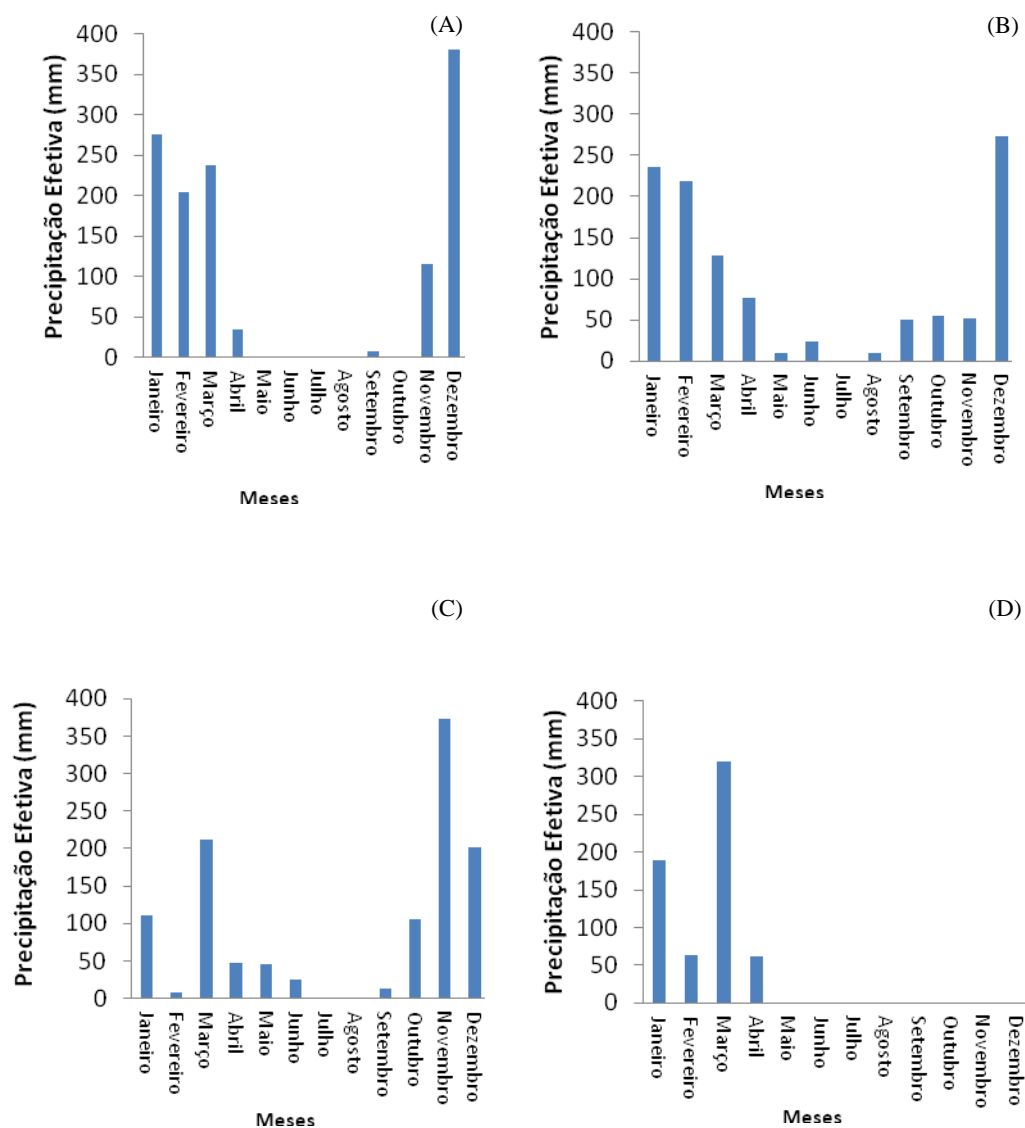 (A)
Precipitação Efetiva (mm)
400
350
300
250
200
150
100
50
0
Janeiro
Fevereiro
Março
Abril
Maio
Junho
Julho
Agosto
Setembro
Outubro
Novembro
Dezembro
Meses
(B)
Precipitação Efetiva (mm)
400
350
300
250
200
150
100
50
0
Janeiro
Fevereiro
Março
Abril
Maio
Junho
Julho
Agosto
Setembro
Outubro
Novembro
Dezembro
Meses
(C)
Precipitação Efetiva (mm)
400
350
300
250
200
150
100
50
0
Janeiro
Fevereiro
Março
Abril
Maio
Junho
Julho
Agosto
Setembro
Outubro
Novembro
Dezembro
Meses
(D)
Precipitação Efetiva (mm)
400
350
300
250
200
150
100
50
0
Janeiro
Fevereiro
Março
Abril
Maio
Junho
Julho
Agosto
Setembro
Outubro
Novembro
Dezembro
Meses